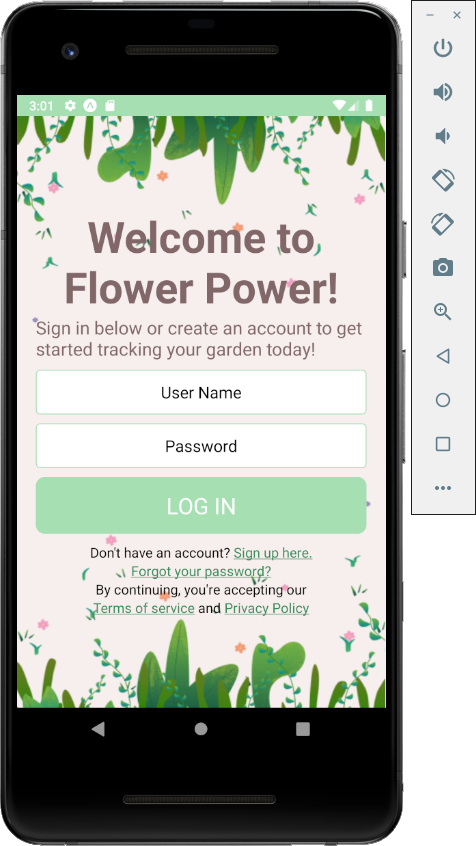 3:01
Welcome to
Flower Power!
Sign in below or create an account to get
started tracking your garden today!
User Name
Password
LOG IN
Don't have an account? Sign up here.
Forgot your password?
By continuing, you're accepting our
Terms of service and Privacy Policy